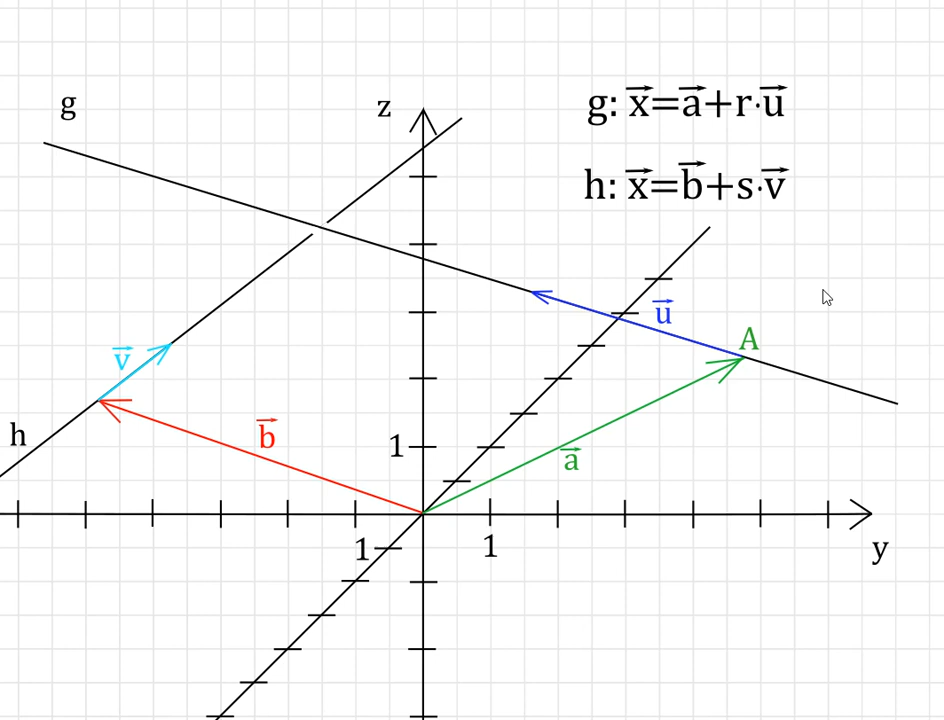 g
z
g: x⃗=a⃗+r·u⃗
h: x⃗=b⃗+s·v⃗
u⃗
A
v⃗
b⃗
h
1
a⃗
1
1
y